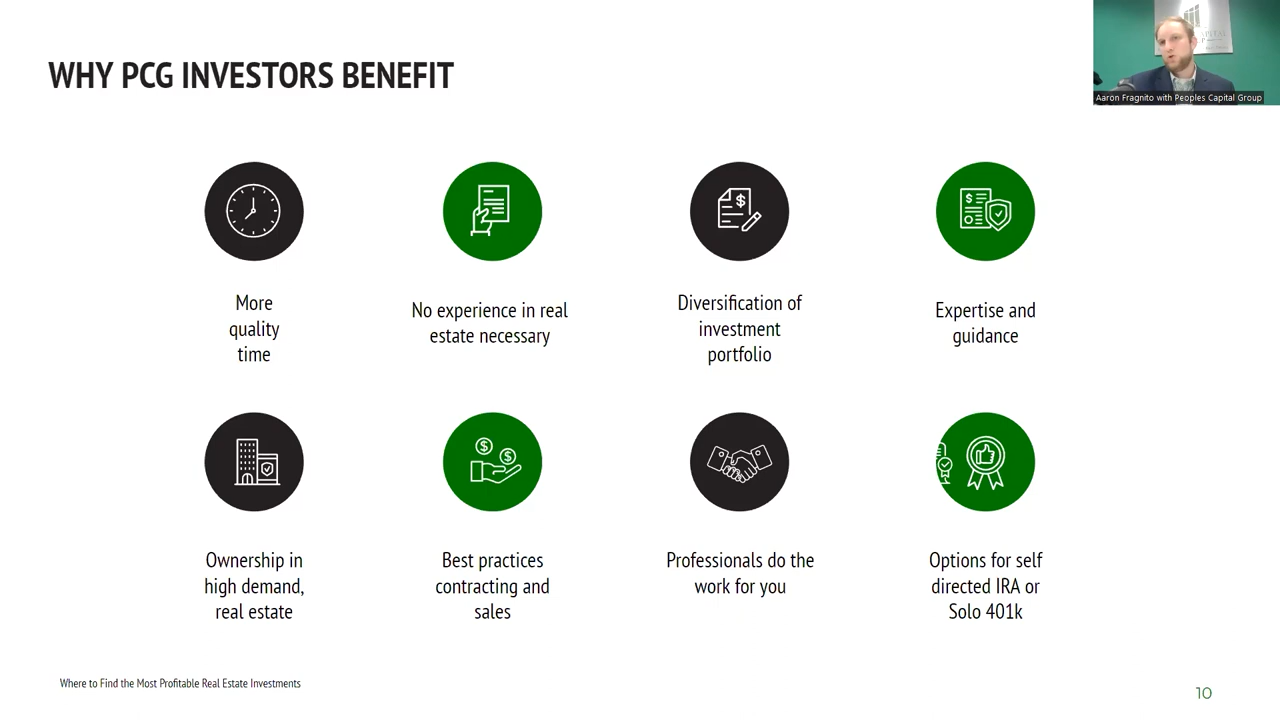 WHY PCG INVESTORS BENEFIT
Aaron Fragnito with Peoples Capital Group
More
quality
time
No experience in real
estate necessary
Diversification of
investment
portfolio
Expertise and
guidance
Ownership in
high demand,
real estate
Best practices
contracting and
sales
Professionals do the
work for you
Options for self
directed IRA or
Solo 401k
Where to Find the Most Profitable Real Estate Investments
10